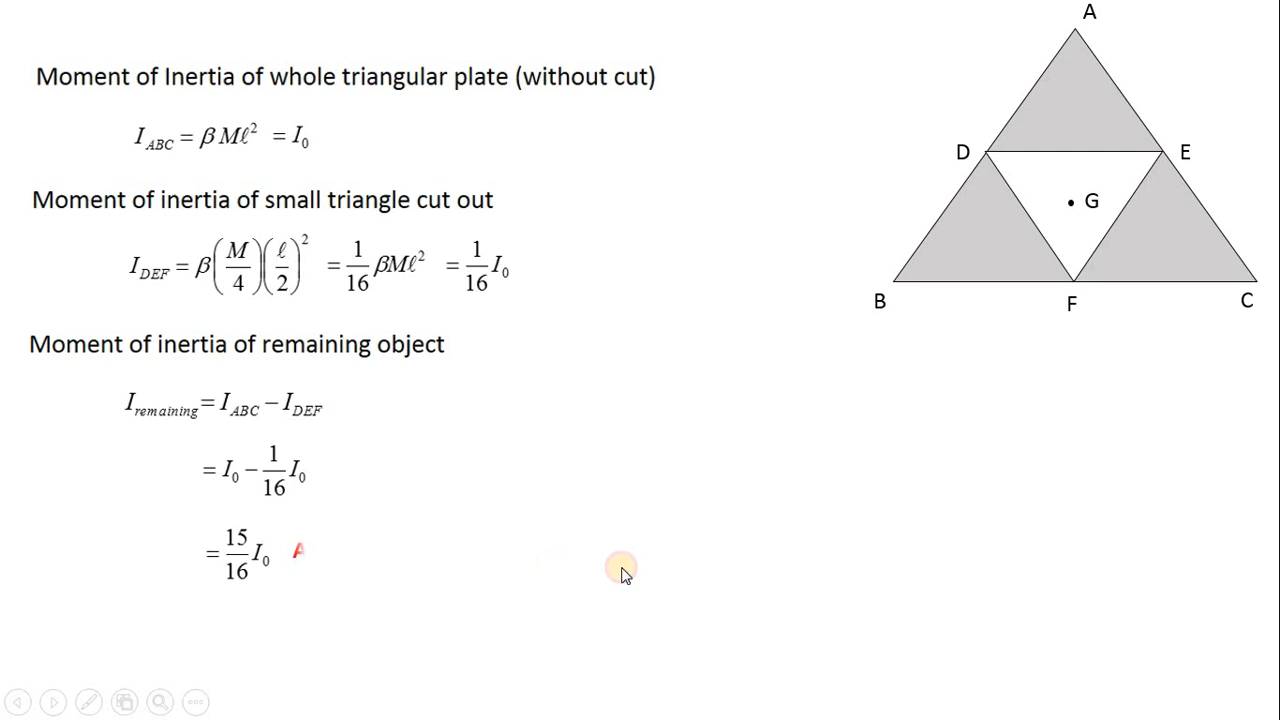 Moment of Inertia of whole triangular plate (without cut)
I_ABC = βMℓ² = I₀
Moment of inertia of small triangle cut out
I_DEF = β(M/4)(ℓ/2)² = 1/16 βMℓ² = 1/16 I₀
Moment of inertia of remaining object
I_remaining = I_ABC − I_DEF
= I₀ − 1/16 I₀
= 15/16 I₀
A
D
E
G
B
F
C